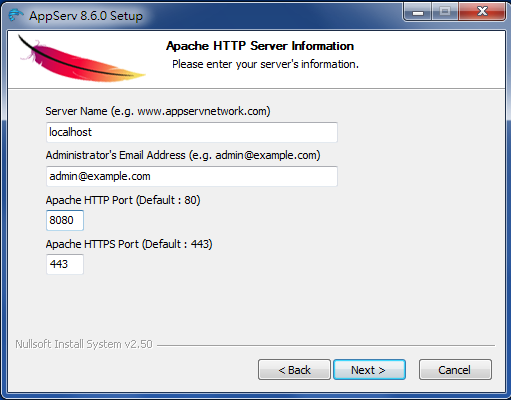 AppServ 8.6.0 Setup
Apache HTTP Server Information
Please enter your server's information.
Server Name (e.g. www.appservnetwork.com)
localhost
Administrator's Email Address (e.g. admin@example.com)
admin@example.com
Apache HTTP Port (Default : 80)
8080
Apache HTTPS Port (Default : 443)
443
Nullsoft Install System v2.50
< Back Next > Cancel